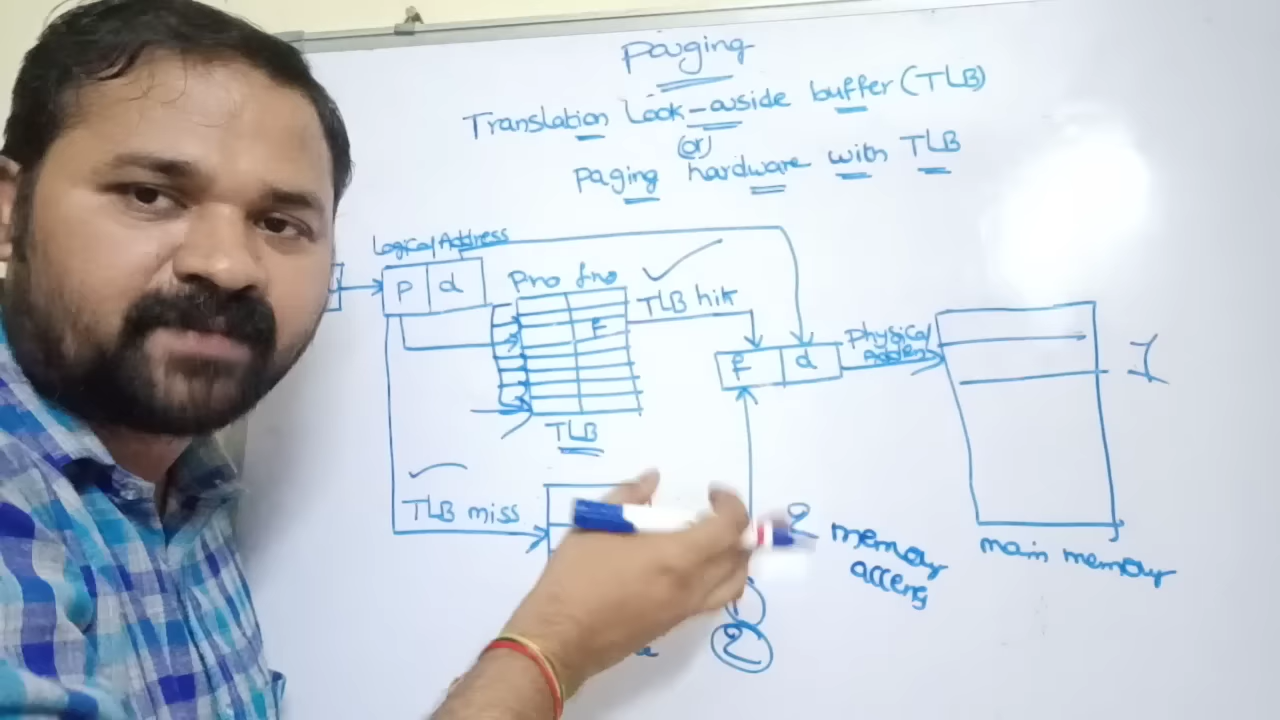 Paging
Translation Look-aside buffer (TLB)
(or)
Paging hardware with TLB
Logical Address
P d
Pno fno
f
TLB hit
TLB
f d
Physical
Address
TLB miss
2 memory
access
main memory
2